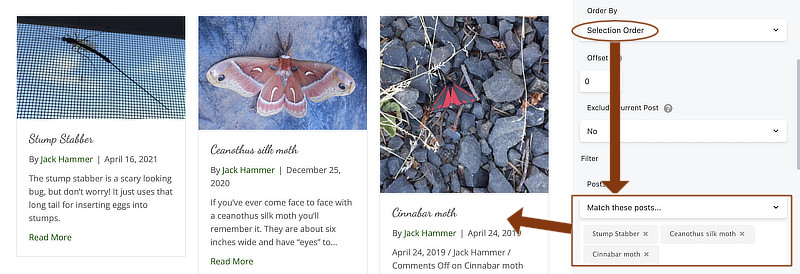 Stump Stabber
By Jack Hammer | April 16, 2021
The stump stabber is a scary looking
bug, but don't worry! It just uses that
long tail for inserting eggs into
stumps.
Read More
Ceanothus silk moth
By Jack Hammer | December 25,
2020
If you've ever come face to face with
a ceanothus silk moth you'll
remember it. They are about six
inches wide and have "eyes" to...
Read More
Cinnabar moth
By Jack Hammer | April 24, 2019
April 24, 2019 / Jack Hammer /
Comments Off on Cinnabar moth
Order By
Selection Order
Offset
0
Exclude Current Post ?
No
Filter
Posts
Match these posts...
Stump Stabber × Ceanothus silk moth ×
Cinnabar moth ×